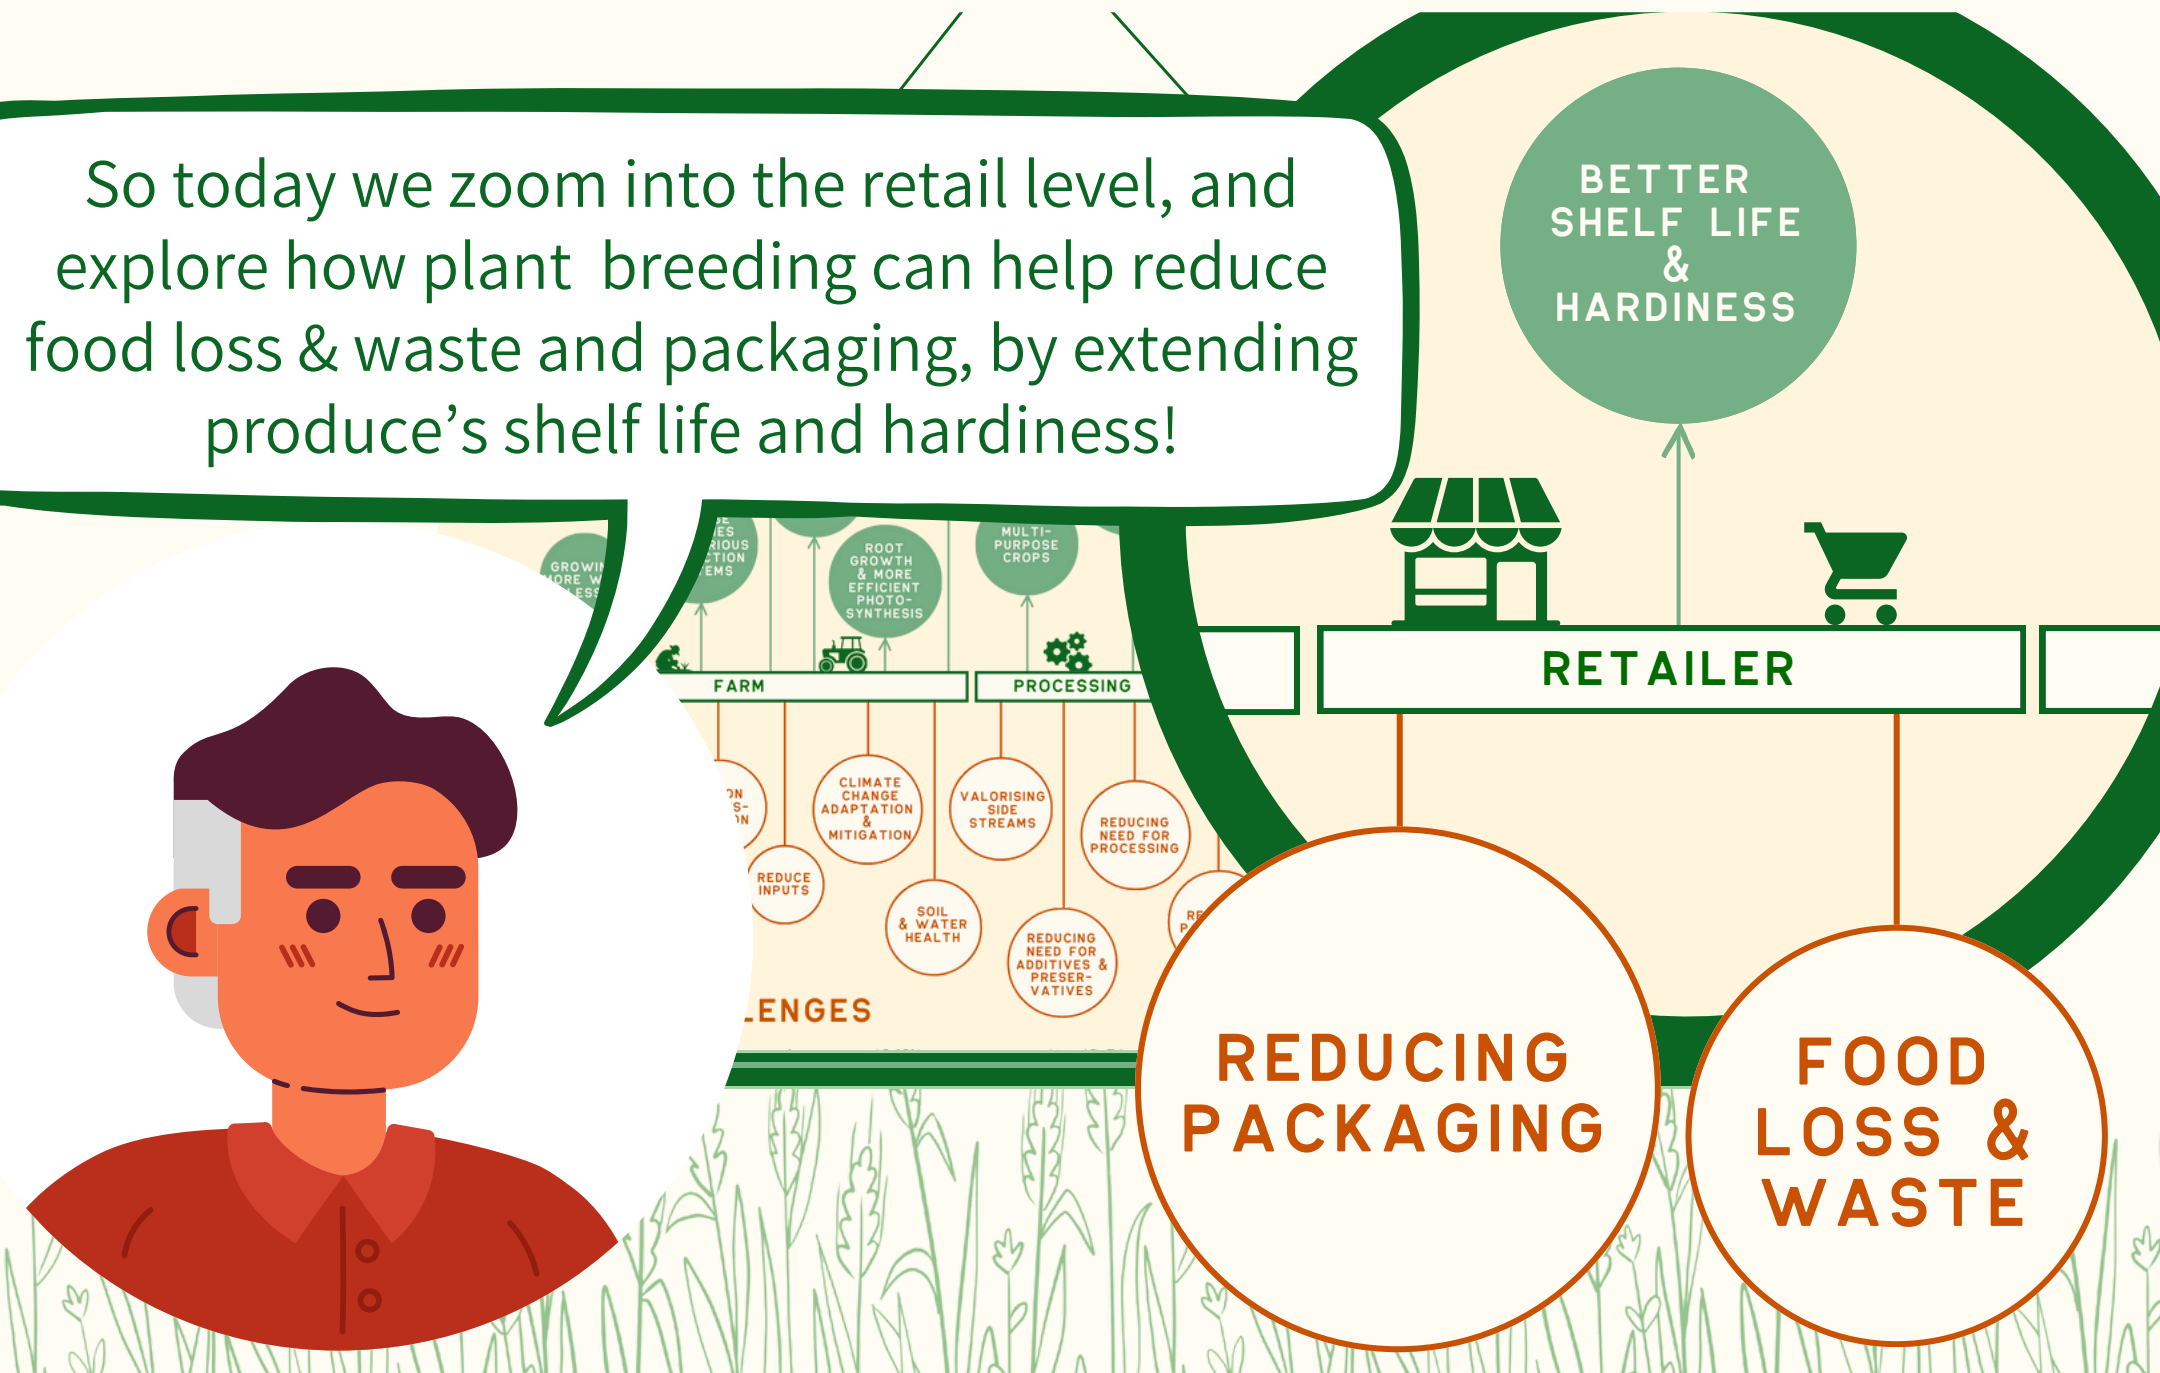 So today we zoom into the retail level, and
explore how plant breeding can help reduce
food loss & waste and packaging, by extending
produce’s shelf life and hardiness!
BETTER
SHELF LIFE
&
HARDINESS
RETAILER
REDUCING
PACKAGING
FOOD
LOSS &
WASTE
ROOT
GROWTH
& MORE
EFFICIENT
PHOTO-
SYNTHESIS
MULTI-
PURPOSE
CROPS
FARM
PROCESSING
CLIMATE
CHANGE
ADAPTATION
&
MITIGATION
VALORISING
SIDE
STREAMS
REDUCING
NEED FOR
PROCESSING
REDUCE
INPUTS
SOIL
& WATER
HEALTH
REDUCING
NEED FOR
ADDITIVES &
PRESER-
VATIVES